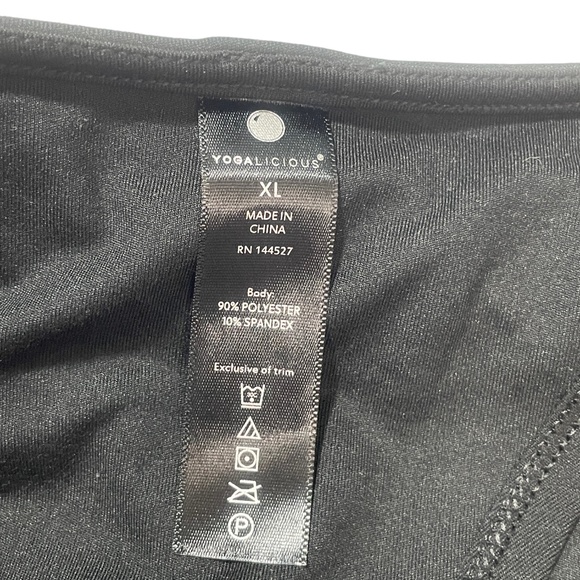 YOGALICIOUS®
XL
MADE IN
CHINA
RN 144527
Body:
90% POLYESTER
10% SPANDEX
Exclusive of trim
P